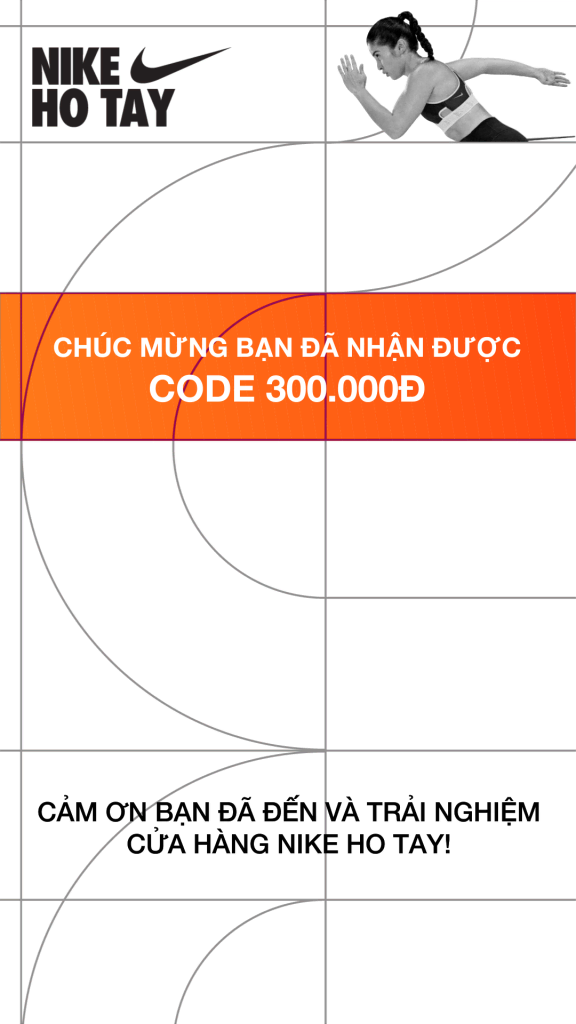 NIKE
HO TAY
CHÚC MỪNG BẠN ĐÃ NHẬN ĐƯỢC
CODE 300.000Đ
CẢM ƠN BẠN ĐÃ ĐẾN VÀ TRẢI NGHIỆM
CỬA HÀNG NIKE HO TAY!